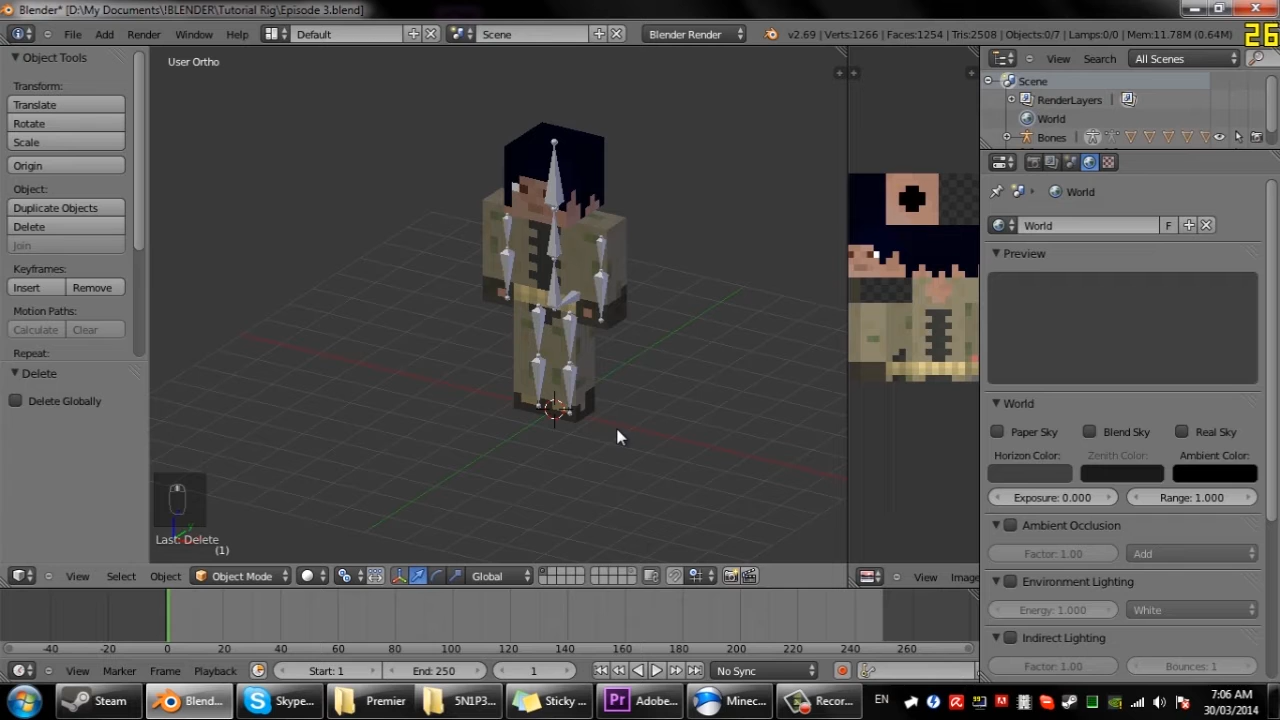 Blender* [D:\My Documents\!BLENDER\Tutorial Rig\Episode 3.blend]
File Add Render Window Help Default Scene Blender Render v2.69 | Verts:1266 | Faces:1254 | Tris:2508 | Objects:0/7 | Lamps:0/0 | Mem:11.78M (0.64M) 26
Object Tools
Transform:
Translate
Rotate
Scale
Origin
Object:
Duplicate Objects
Delete
Join
Keyframes:
Insert Remove
Motion Paths:
Calculate Clear
Repeat:
Delete
Delete Globally
User Ortho
Last: Delete
(1)
View Select Object Object Mode Global View Image
View Search All Scenes
Scene
RenderLayers
World
Bones
World
World F
Preview
World
Paper Sky Blend Sky Real Sky
Horizon Color: Zenith Color: Ambient Color:
Exposure: 0.000 Range: 1.000
Ambient Occlusion
Factor: 1.00 Add
Environment Lighting
Energy: 1.000 White
Indirect Lighting
Factor: 1.00 Bounces: 1
-40 -20 0 20 40 60 80 100 120 140 160 180 200 220 240 260
View Marker Frame Playback Start: 1 End: 250 1 No Sync
Steam Blend... Skype... Premier 5N1P3... Sticky ... Adobe... Minec... Recor... EN 7:06 AM
30/03/2014